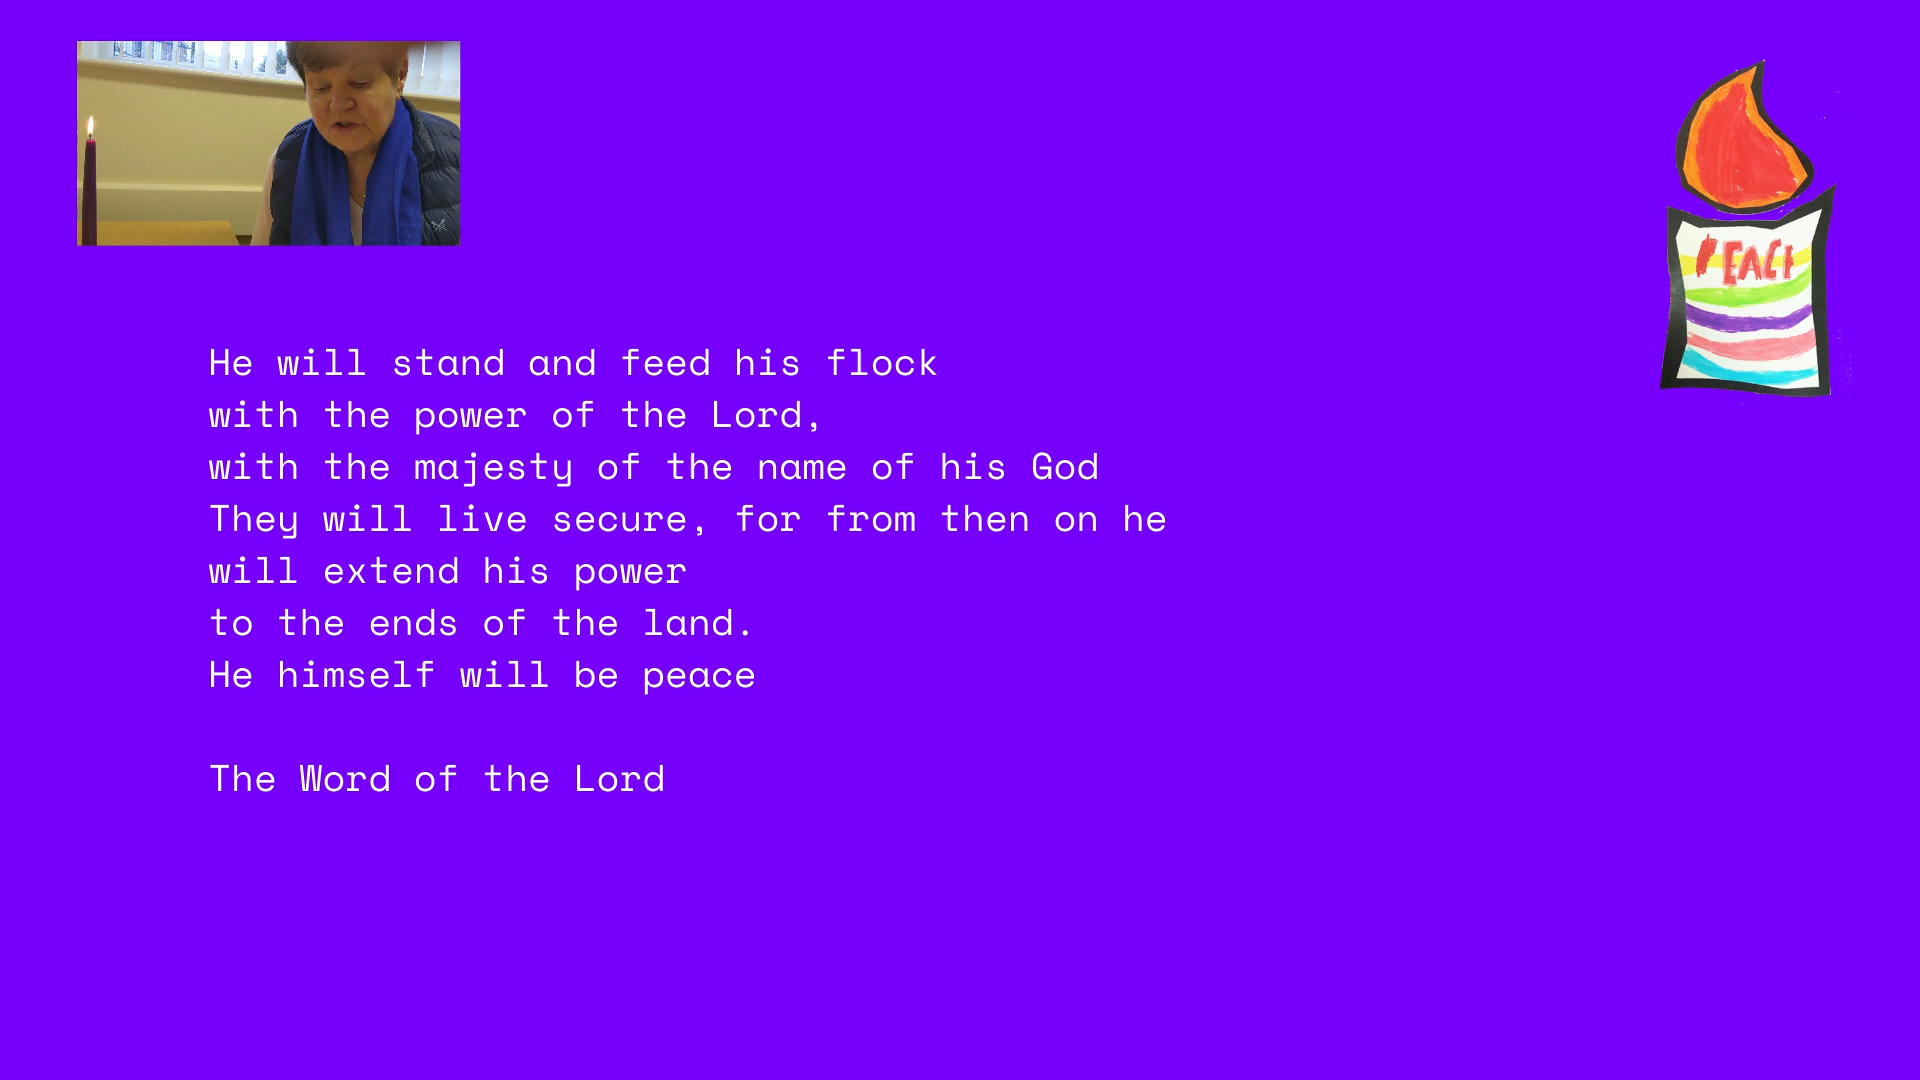 PEACE
He will stand and feed his flock
with the power of the Lord,
with the majesty of the name of his God
They will live secure, for from then on he
will extend his power
to the ends of the land.
He himself will be peace
The Word of the Lord